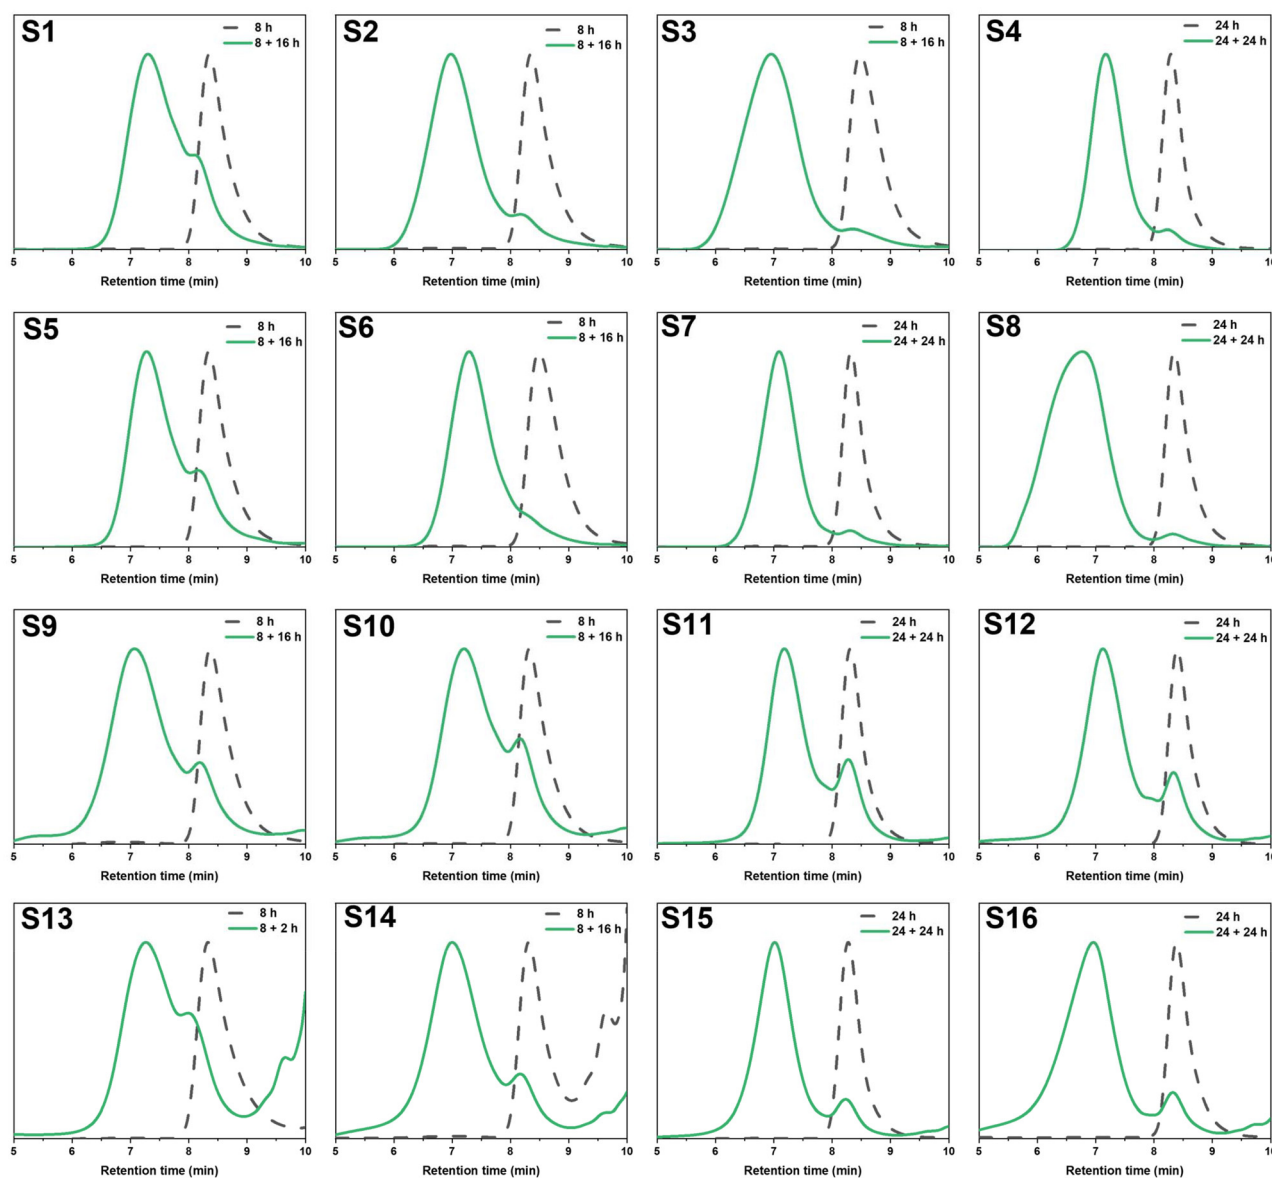 S1
8 h
8 + 16 h
5 6 7 8 9 10
Retention time (min)
S2
8 h
8 + 16 h
5 6 7 8 9 10
Retention time (min)
S3
8 h
8 + 16 h
5 6 7 8 9 10
Retention time (min)
S4
24 h
24 + 24 h
5 6 7 8 9 10
Retention time (min)
S5
8 h
8 + 16 h
5 6 7 8 9 10
Retention time (min)
S6
8 h
8 + 16 h
5 6 7 8 9 10
Retention time (min)
S7
24 h
24 + 24 h
5 6 7 8 9 10
Retention time (min)
S8
24 h
24 + 24 h
5 6 7 8 9 10
Retention time (min)
S9
8 h
8 + 16 h
5 6 7 8 9 10
Retention time (min)
S10
8 h
8 + 16 h
5 6 7 8 9 10
Retention time (min)
S11
24 h
24 + 24 h
5 6 7 8 9 10
Retention time (min)
S12
24 h
24 + 24 h
5 6 7 8 9 10
Retention time (min)
S13
8 h
8 + 2 h
5 6 7 8 9 10
Retention time (min)
S14
8 h
8 + 16 h
5 6 7 8 9 10
Retention time (min)
S15
24 h
24 + 24 h
5 6 7 8 9 10
Retention time (min)
S16
24 h
24 + 24 h
5 6 7 8 9 10
Retention time (min)